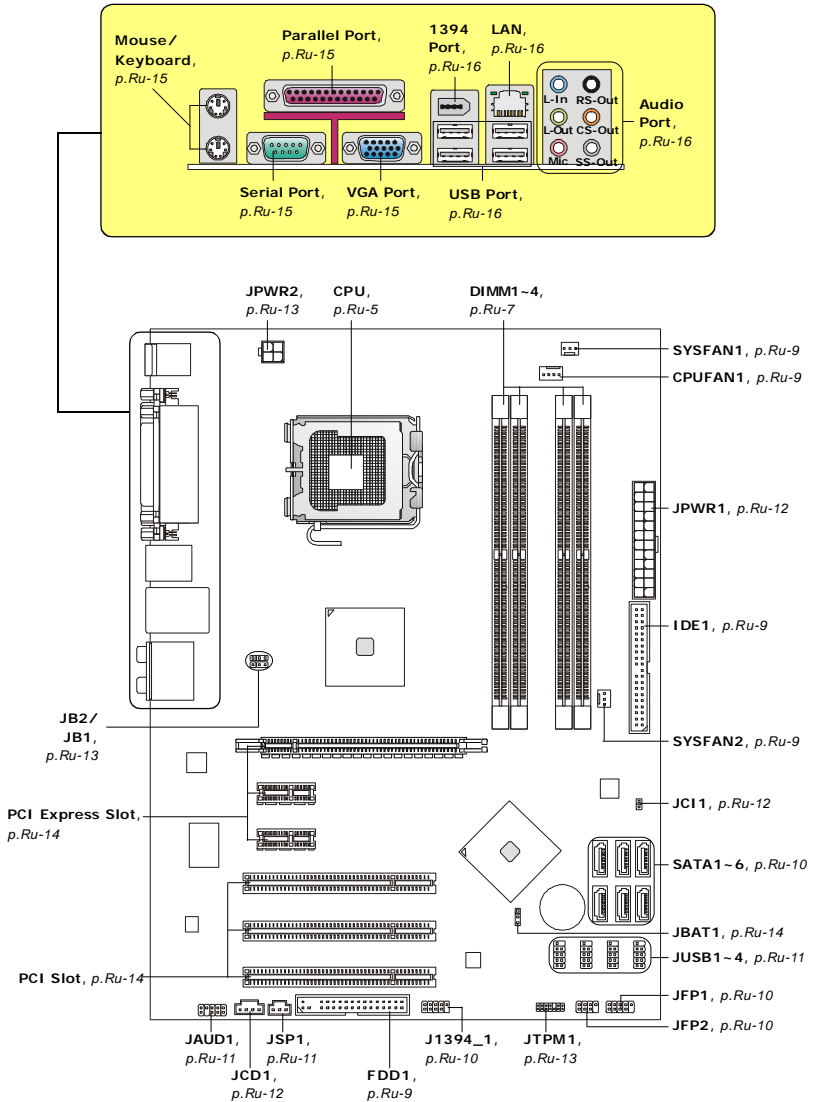 Mouse/
Keyboard,
p.Ru-15
Parallel Port,
p.Ru-15
1394
Port,
p.Ru-16
LAN,
p.Ru-16
L-In RS-Out
L-Out CS-Out
Mic SS-Out
Audio
Port,
p.Ru-16
Serial Port,
p.Ru-15
VGA Port,
p.Ru-15
USB Port,
p.Ru-16
JPWR2,
p.Ru-13
CPU,
p.Ru-5
DIMM1~4,
p.Ru-7
SYSFAN1, p.Ru-9
CPUFAN1, p.Ru-9
JPWR1, p.Ru-12
IDE1, p.Ru-9
JB2/
JB1,
p.Ru-13
SYSFAN2, p.Ru-9
JCI1, p.Ru-12
PCI Express Slot,
p.Ru-14
SATA1~6, p.Ru-10
JBAT1, p.Ru-14
JUSB1~4, p.Ru-11
PCI Slot, p.Ru-14
JFP1, p.Ru-10
JFP2, p.Ru-10
JAUD1,
p.Ru-11
JSP1,
p.Ru-11
J1394_1,
p.Ru-10
JTPM1,
p.Ru-13
JCD1,
p.Ru-12
FDD1,
p.Ru-9